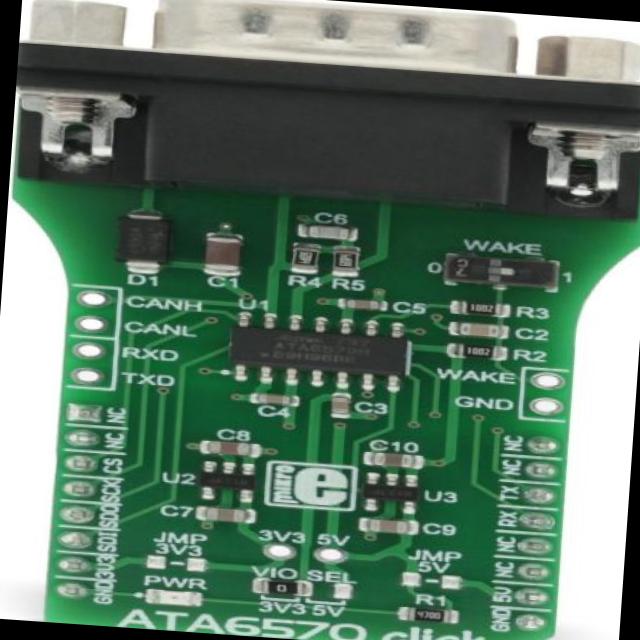 C6
WAKE
0 1
D1 C1 R4 R5
CANH U1 C5 R3
CANL C2
RXD R2
TXD WAKE
GND
C4 C3
NC
NC
CS
SCK
SDO
SDI
3V3
GND
C8 C10
U2 mikro e U3
C7 C9
NC
NC
TX
RX
NC
NC
5V
GND
JMP 3V3 5V JMP
3V3 5V
PWR VIO SEL
0
3V3 5V R1
4700
1002
1002
ATA6570 click